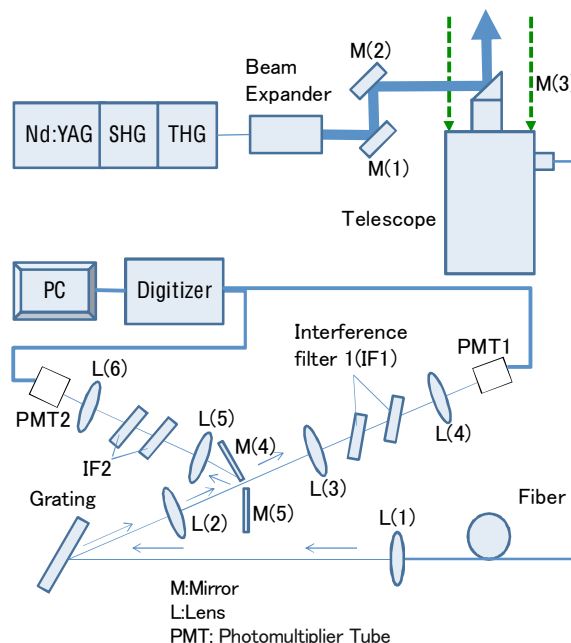 M(2)
Beam
Expander
M(3)
Nd:YAG
SHG
THG
M(1)
Telescope
PC
Digitizer
Interference
filter 1(IF1)
PMT1
L(6)
PMT2
L(5)
L(4)
M(4)
IF2
L(3)
Grating
L(2)
M(5)
L(1)
Fiber
M:Mirror
L:Lens
PMT: Photomultiplier Tube